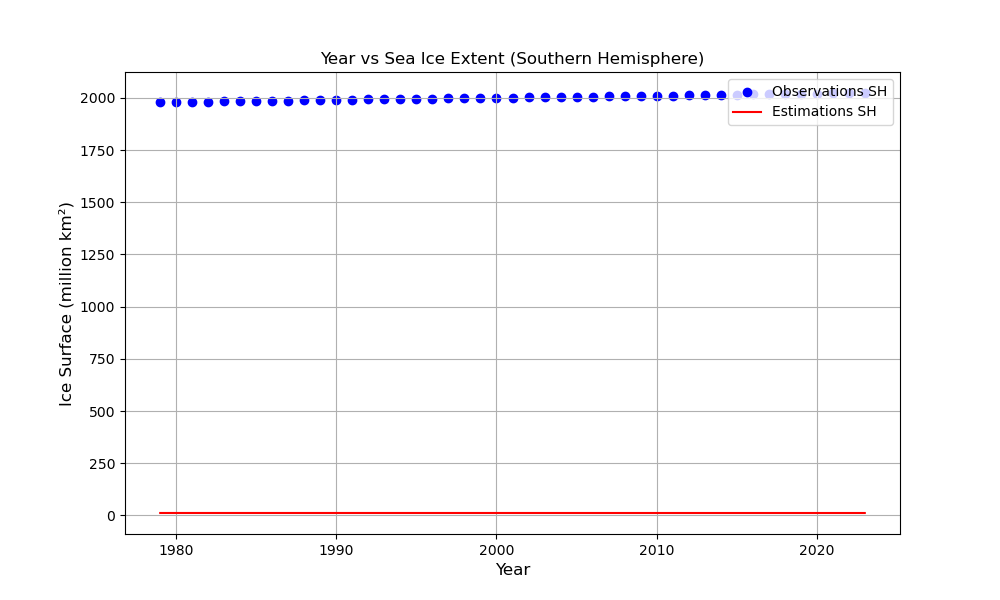 Year vs Sea Ice Extent (Southern Hemisphere)
Observations SH
Estimations SH
2000
1750
1500
1250
1000
750
500
250
0
Ice Surface (million km²)
1980 1990 2000 2010 2020
Year